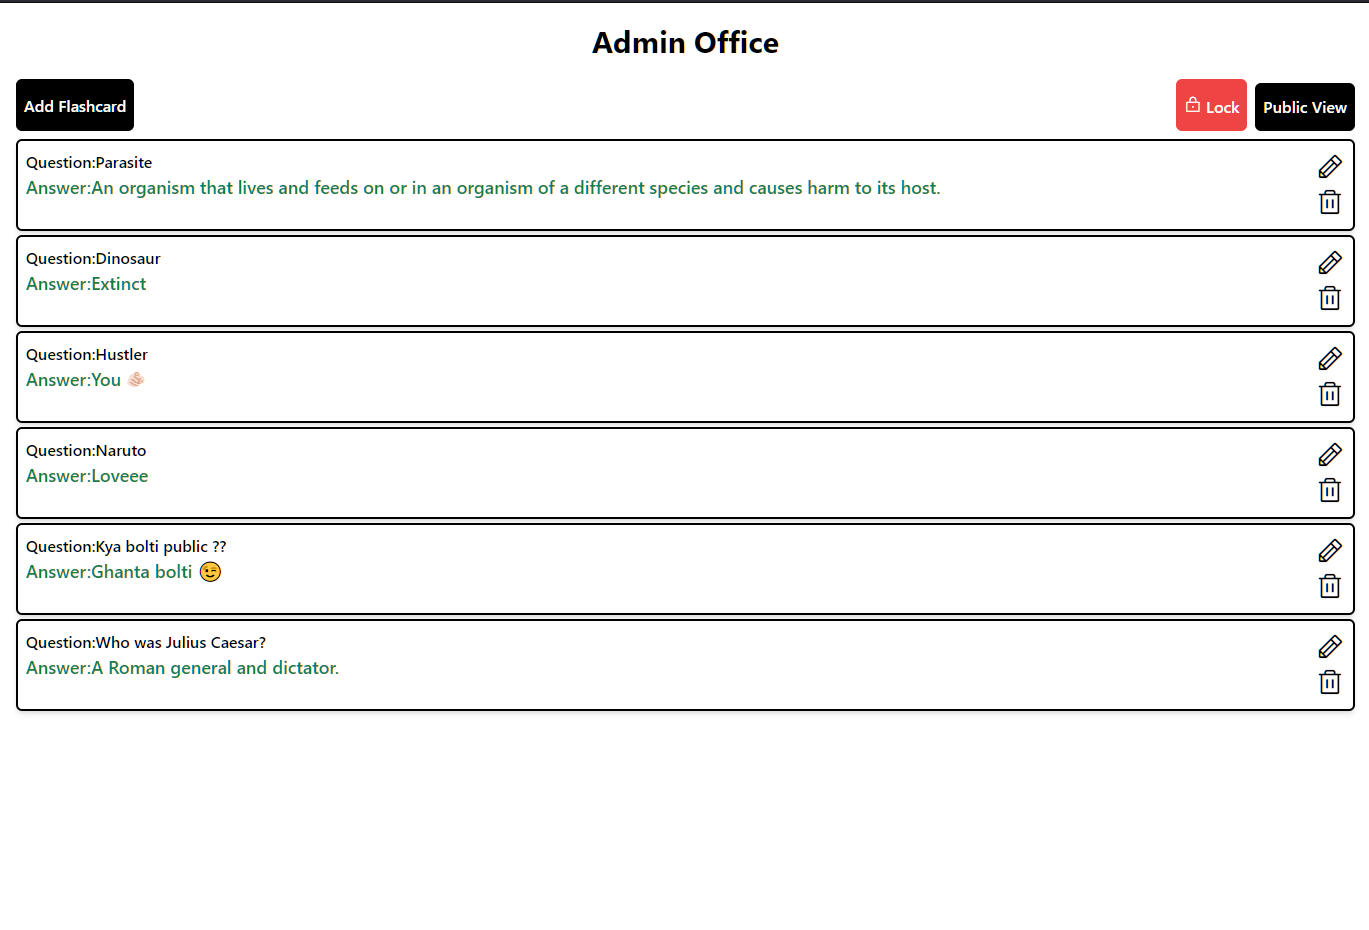 Admin Office
Add Flashcard
Lock
Public View
Question:Parasite
Answer:An organism that lives and feeds on or in an organism of a different species and causes harm to its host.
Question:Dinosaur
Answer:Extinct
Question:Hustler
Answer:You 🫵🏻
Question:Naruto
Answer:Loveee
Question:Kya bolti public ??
Answer:Ghanta bolti 😉
Question:Who was Julius Caesar?
Answer:A Roman general and dictator.